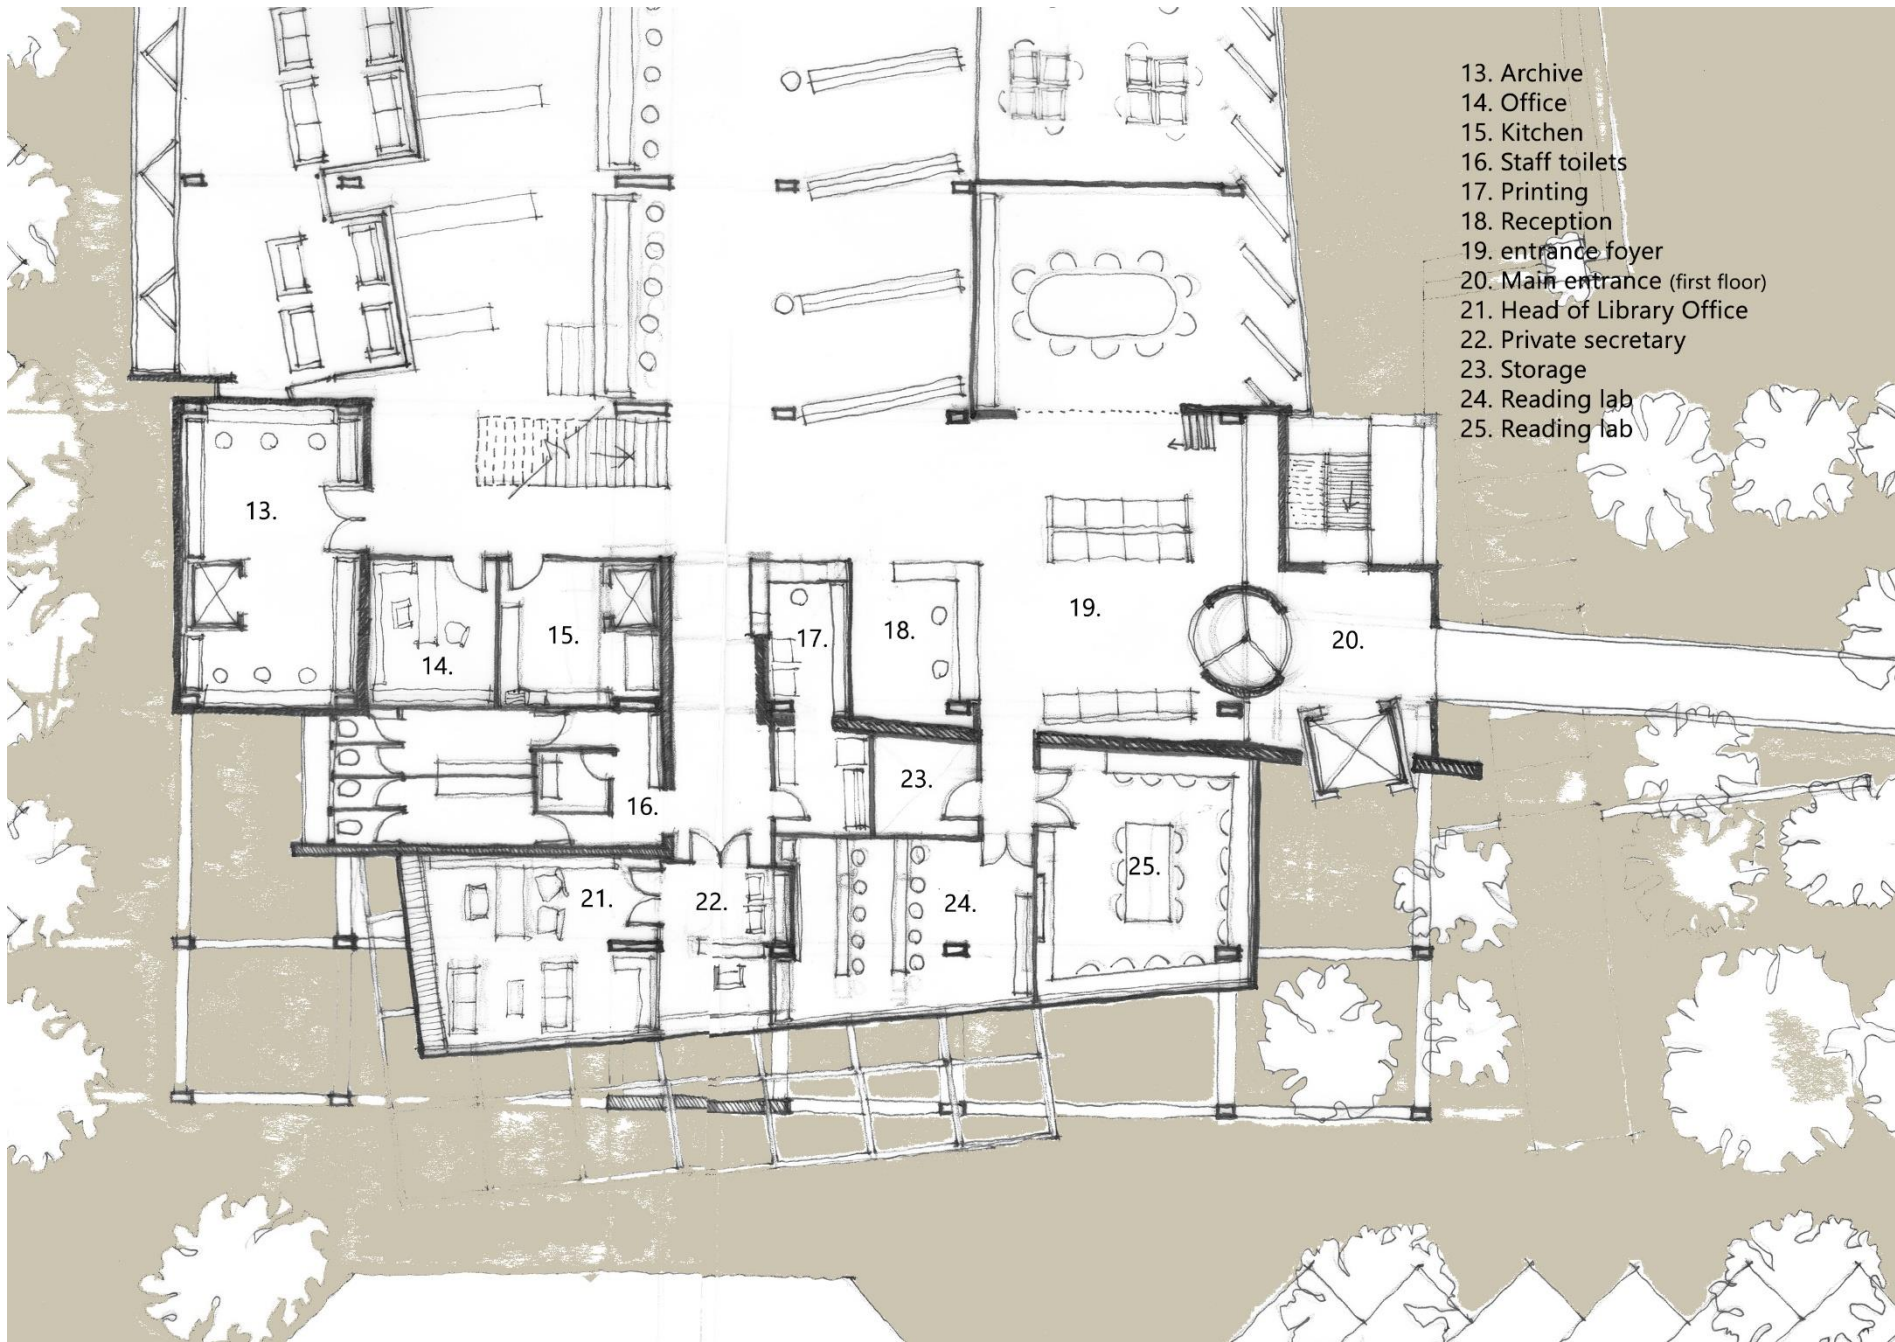 13. Archive
14. Office
15. Kitchen
16. Staff toilets
17. Printing
18. Reception
19. entrance foyer
20. Main entrance (first floor)
21. Head of Library Office
22. Private secretary
23. Storage
24. Reading lab
25. Reading lab
13.
14.
15.
17.
18.
19.
20.
16.
23.
21.
22.
24.
25.